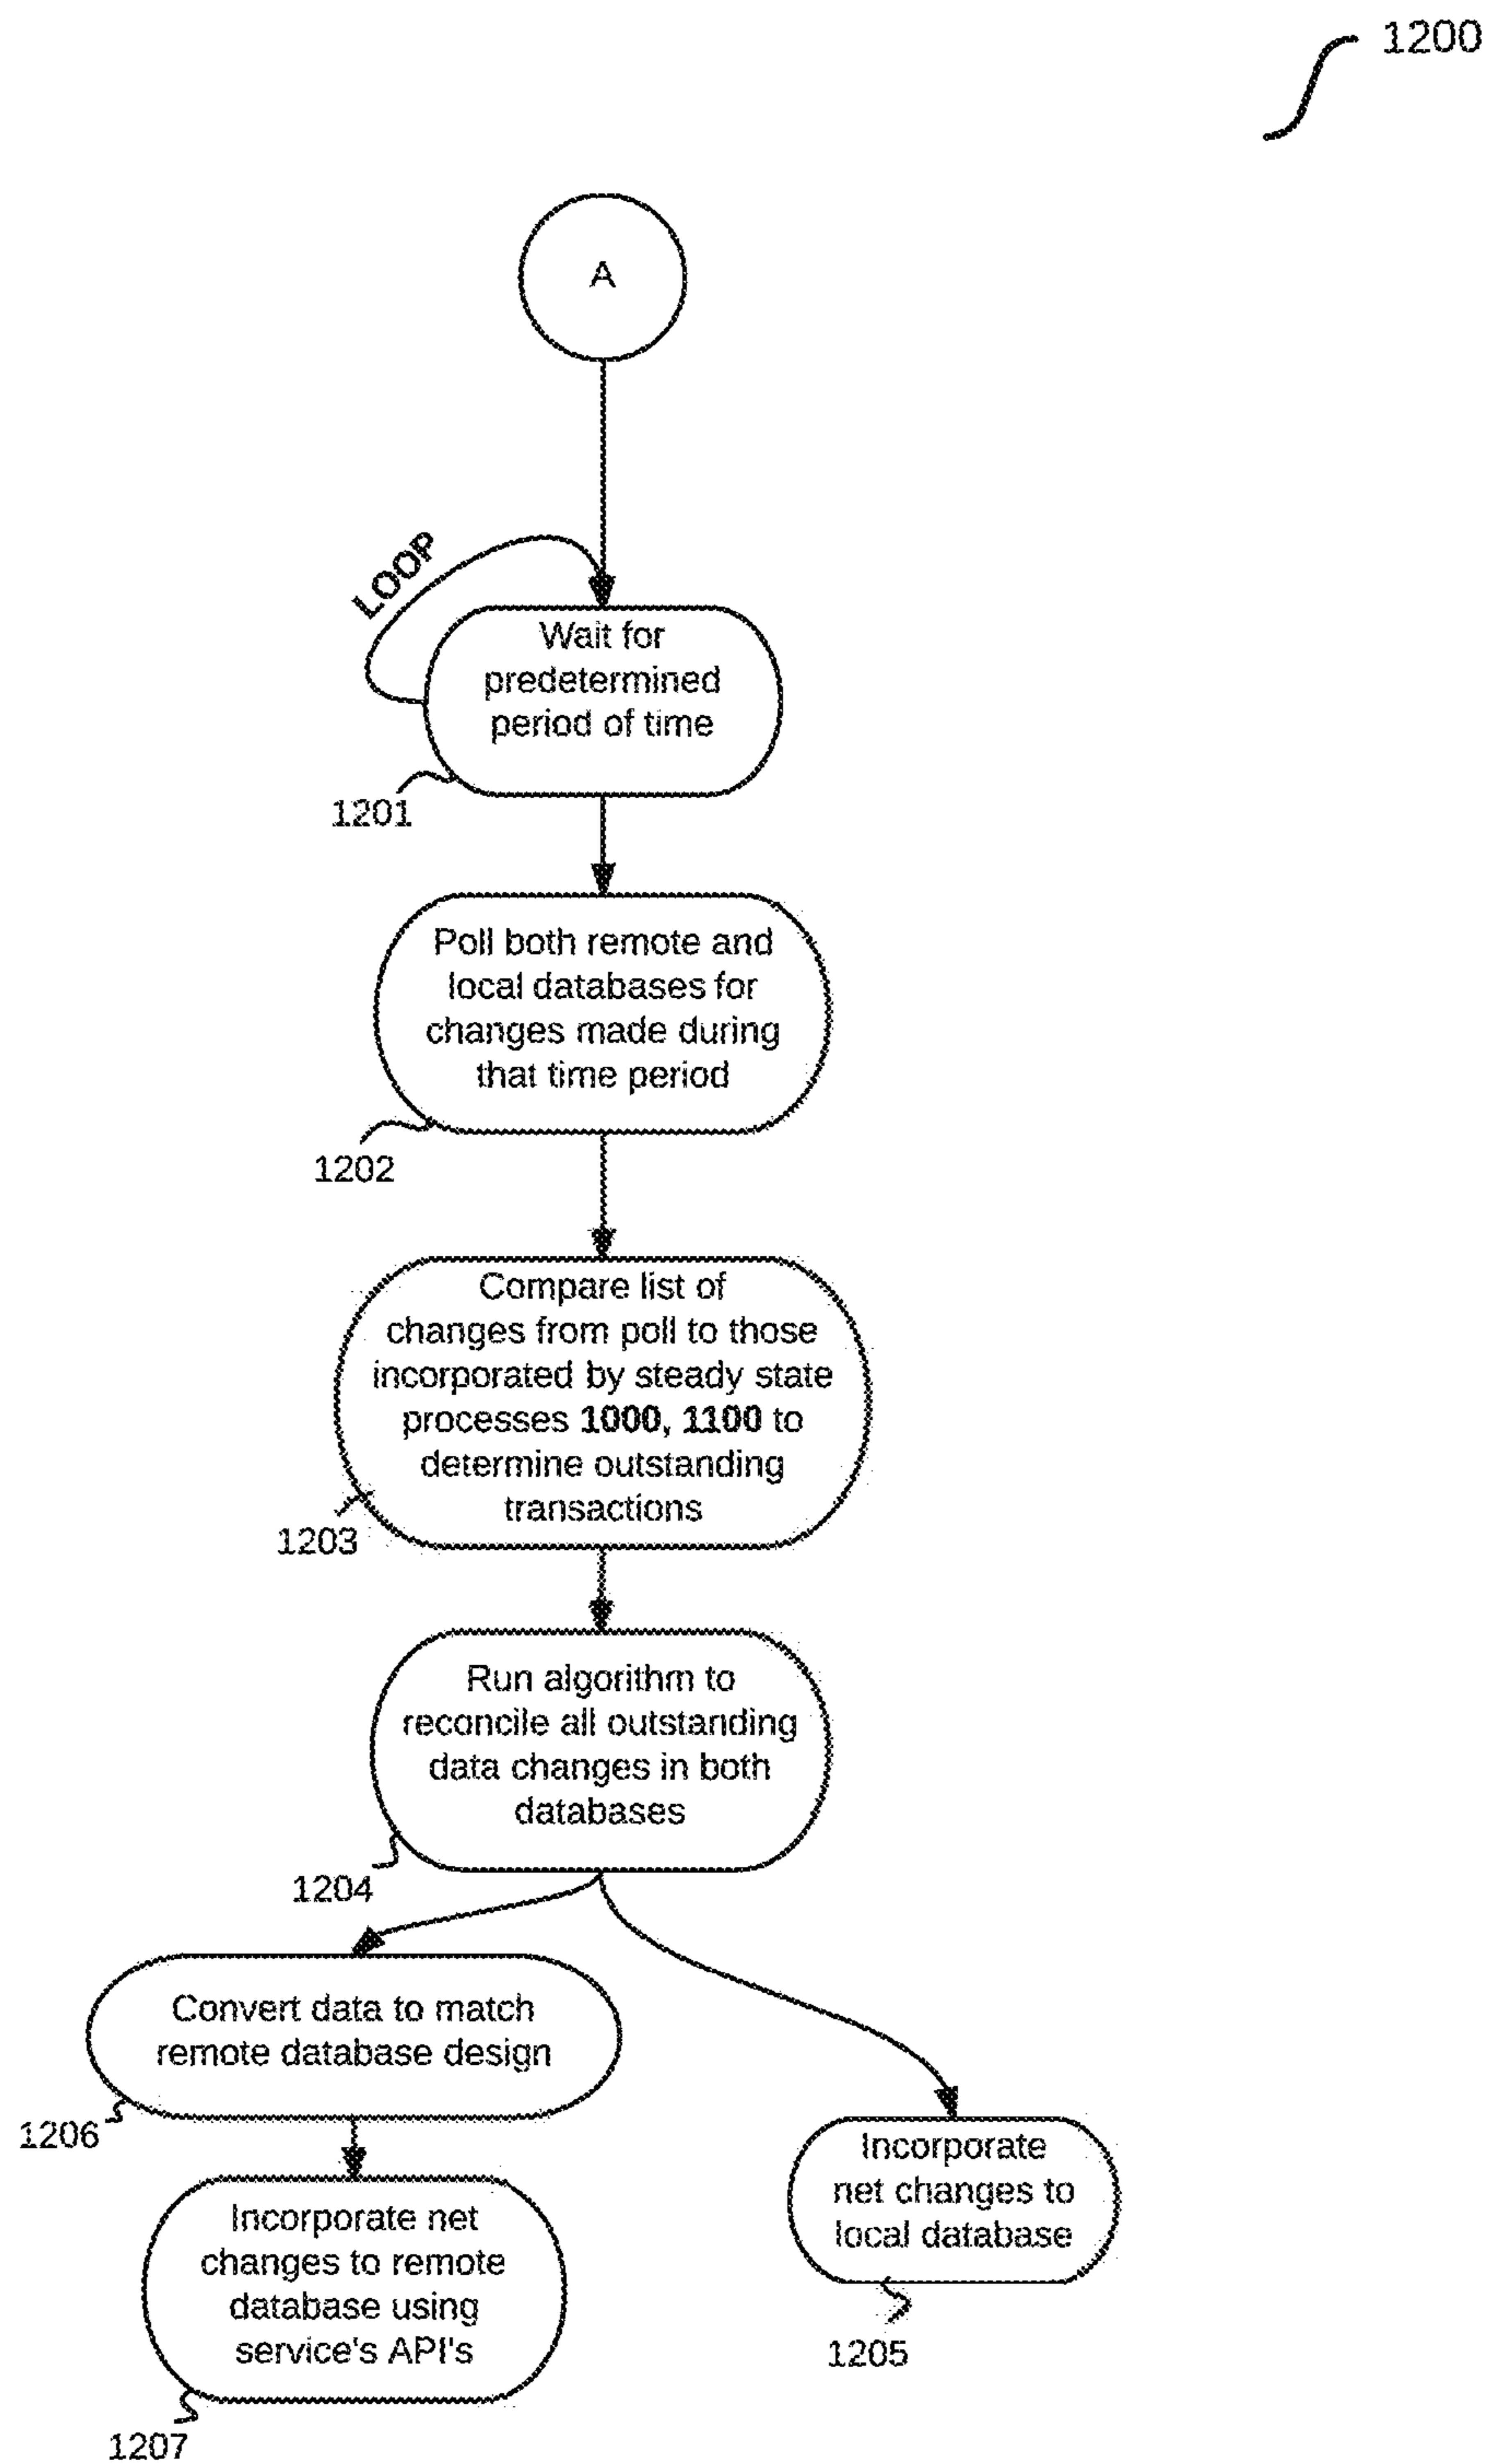 1200
A
LOOP
Wait for
predetermined
period of time
1201
Poll both remote and
local databases for
changes made during
that time period
1202
Compare list of
changes from poll to those
incorporated by steady state
processes 1000, 1100 to
determine outstanding
transactions
1203
Run algorithm to
reconcile all outstanding
data changes in both
databases
1204
Convert data to match
remote database design
1206
Incorporate net
changes to remote
database using
service's API's
1207
Incorporate
net changes to
local database
1205